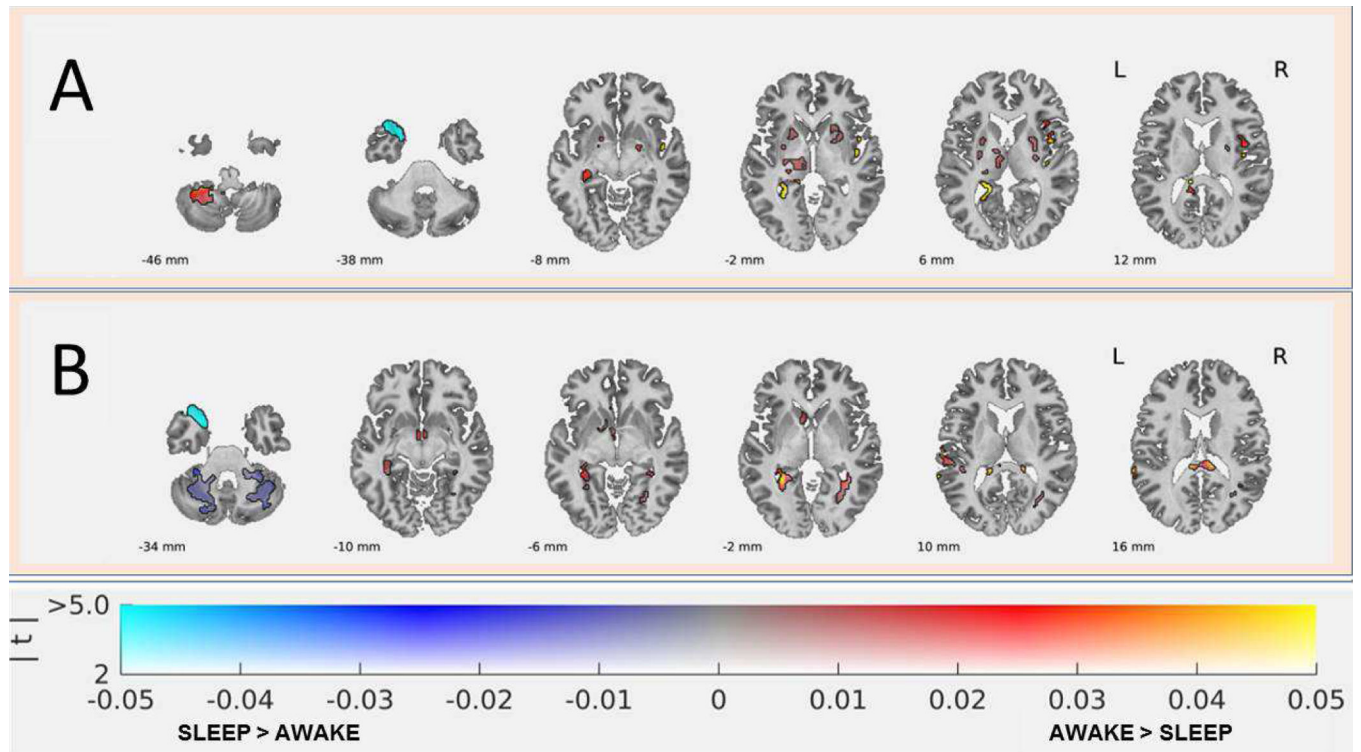 A
L R
-46 mm -38 mm -8 mm -2 mm 6 mm 12 mm
B
L R
-34 mm -10 mm -6 mm -2 mm 10 mm 16 mm
>5.0
| t |
2
-0.05 -0.04 -0.03 -0.02 -0.01 0 0.01 0.02 0.03 0.04 0.05
SLEEP > AWAKE AWAKE > SLEEP